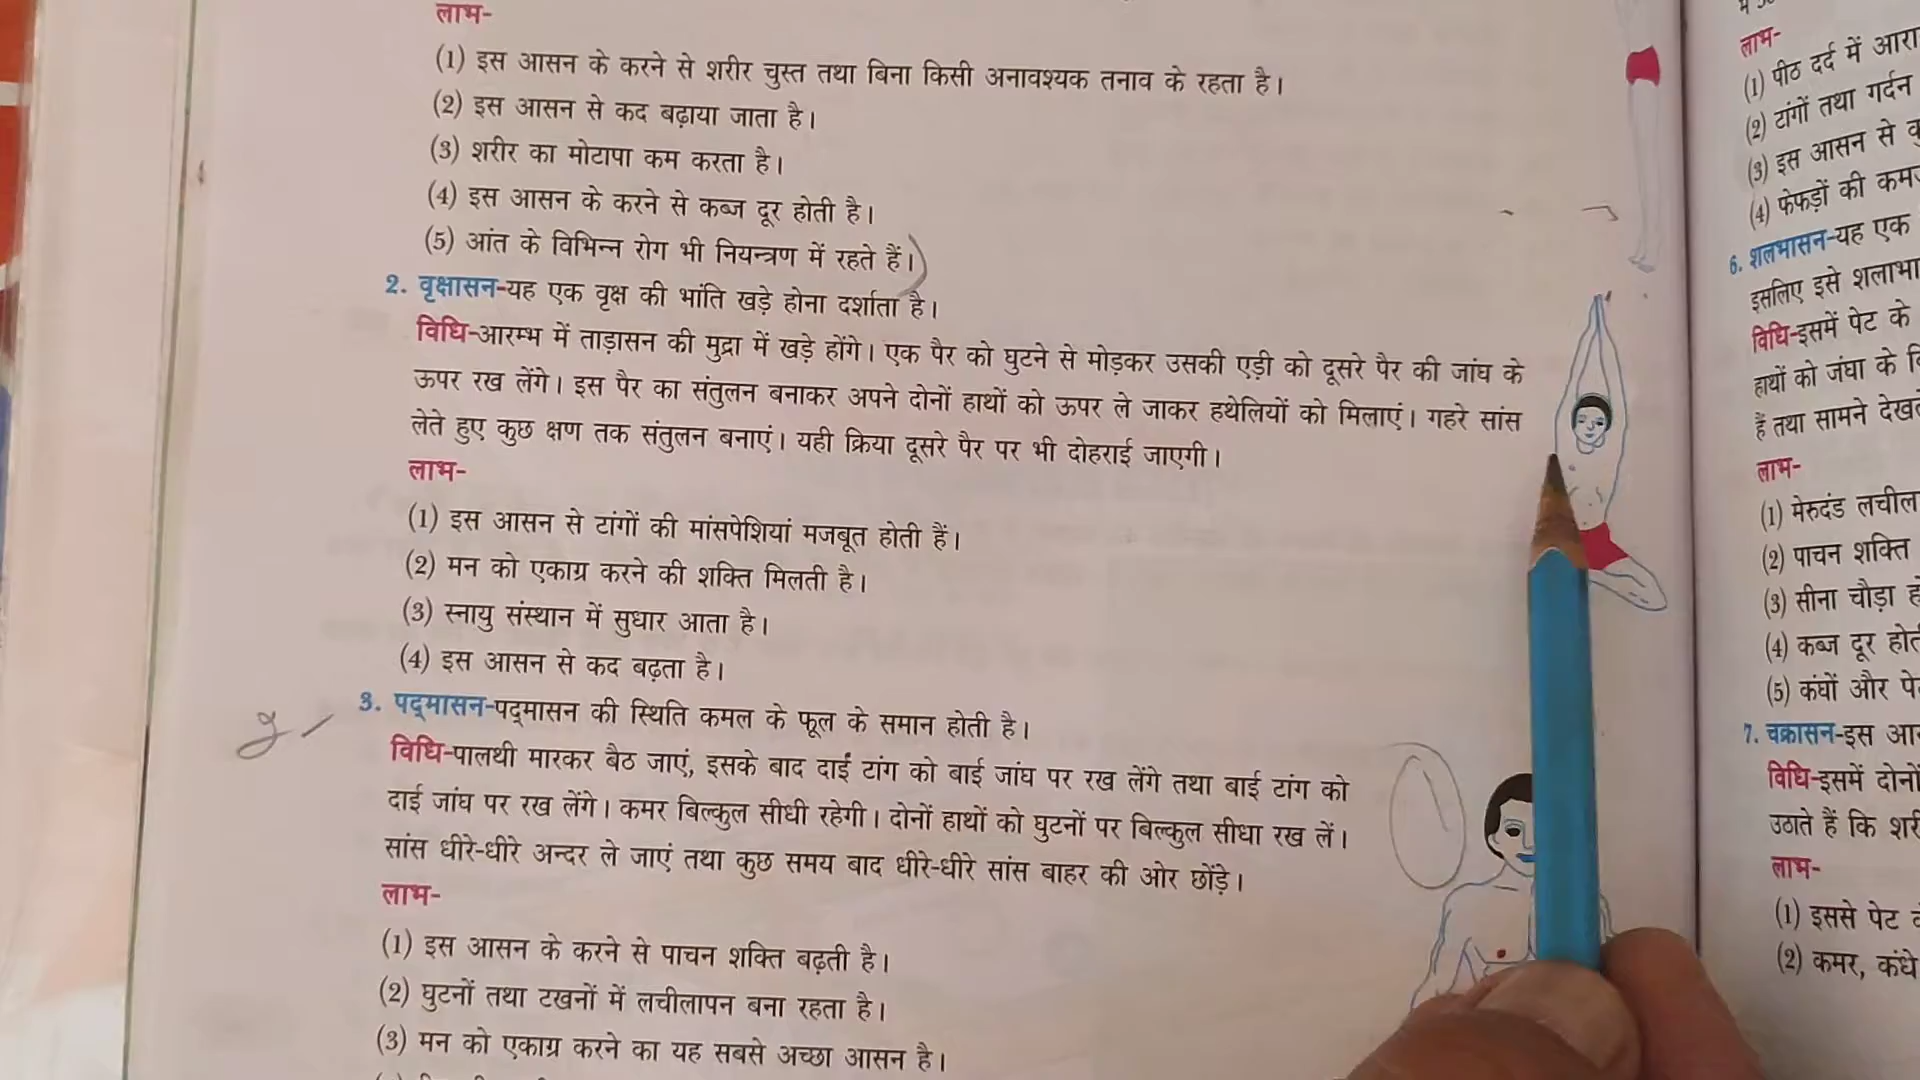 लाभ-
(1) इस आसन के करने से शरीर चुस्त तथा बिना किसी अनावश्यक तनाव के रहता है।
(2) इस आसन से कद बढ़ाया जाता है।
(3) शरीर का मोटापा कम करता है।
(4) इस आसन के करने से कब्ज दूर होती है।
(5) आंत के विभिन्न रोग भी नियन्त्रण में रहते हैं।)
2. वृक्षासन-यह एक वृक्ष की भांति खड़े होना दर्शाता है।
विधि-आरम्भ में ताड़ासन की मुद्रा में खड़े होंगे। एक पैर को घुटने से मोड़कर उसकी एड़ी को दूसरे पैर की जांघ के
ऊपर रख लेंगे। इस पैर का संतुलन बनाकर अपने दोनों हाथों को ऊपर ले जाकर हथेलियों को मिलाएं। गहरे सांस
लेते हुए कुछ क्षण तक संतुलन बनाएं। यही क्रिया दूसरे पैर पर भी दोहराई जाएगी।
लाभ-
(1) इस आसन से टांगों की मांसपेशियां मजबूत होती हैं।
(2) मन को एकाग्र करने की शक्ति मिलती है।
(3) स्नायु संस्थान में सुधार आता है।
(4) इस आसन से कद बढ़ता है।
3. पद्मासन-पद्मासन की स्थिति कमल के फूल के समान होती है।
विधि-पालथी मारकर बैठ जाएं, इसके बाद दाईं टांग को बाई जांघ पर रख लेंगे तथा बाई टांग को
दाई जांघ पर रख लेंगे। कमर बिल्कुल सीधी रहेगी। दोनों हाथों को घुटनों पर बिल्कुल सीधा रख लें।
सांस धीरे-धीरे अन्दर ले जाएं तथा कुछ समय बाद धीरे-धीरे सांस बाहर की ओर छोंड़े।
लाभ-
(1) इस आसन के करने से पाचन शक्ति बढ़ती है।
(2) घुटनों तथा टखनों में लचीलापन बना रहता है।
(3) मन को एकाग्र करने का यह सबसे अच्छा आसन है।
लाभ-
(1) पीठ दर्द में
(2) टांगों तथा गर्दन
(3) इस आसन से
(4) फेफड़ों की
6. शलभासन-यह एक
इसलिए इसे शलाभा
विधि-इसमें पेट के
हाथों को जंघा के
हैं तथा सामने
लाभ-
(1) मेरुदंड
(2) पाचन शक्ति
(3) सीना चौड़ा
(4) कब्ज दूर
(5) कंघों और
7. चक्रासन-इस
विधि-इसमें दोनों
उठाते हैं कि
लाभ-
(1) इससे पेट
(2) कमर, कंधे